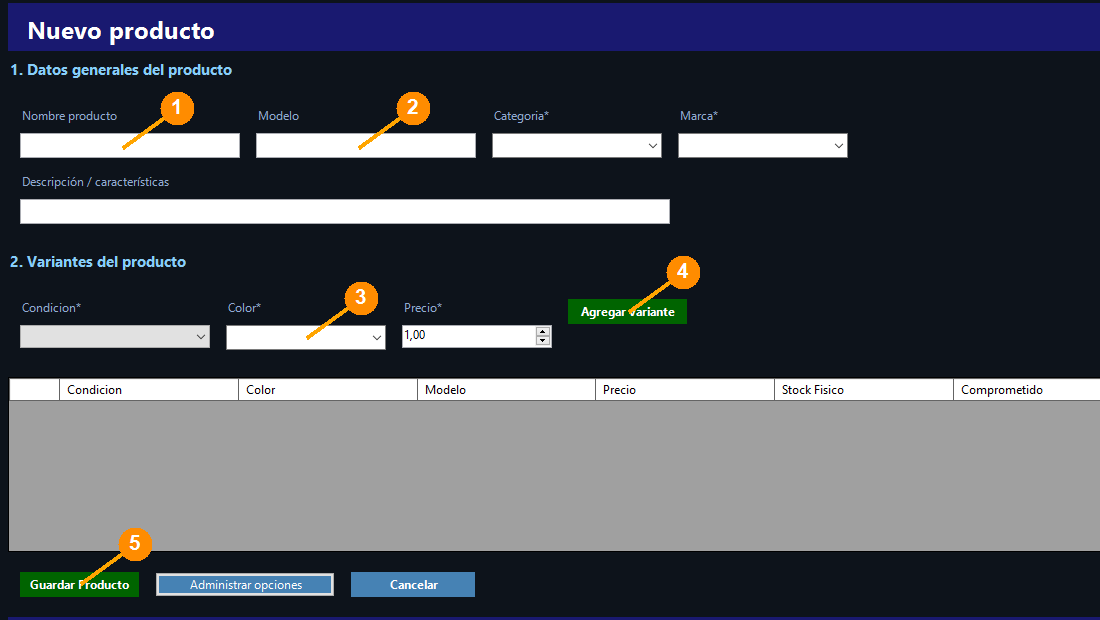 Nuevo producto
1. Datos generales del producto
1 2
Nombre producto Modelo Categoria* Marca*
Descripción / características
2. Variantes del producto
3 4
Condicion* Color* Precio*
1,00 Agregar variante
Condicion Color Modelo Precio Stock Fisico Comprometido
5
Guardar Producto Administrar opciones Cancelar